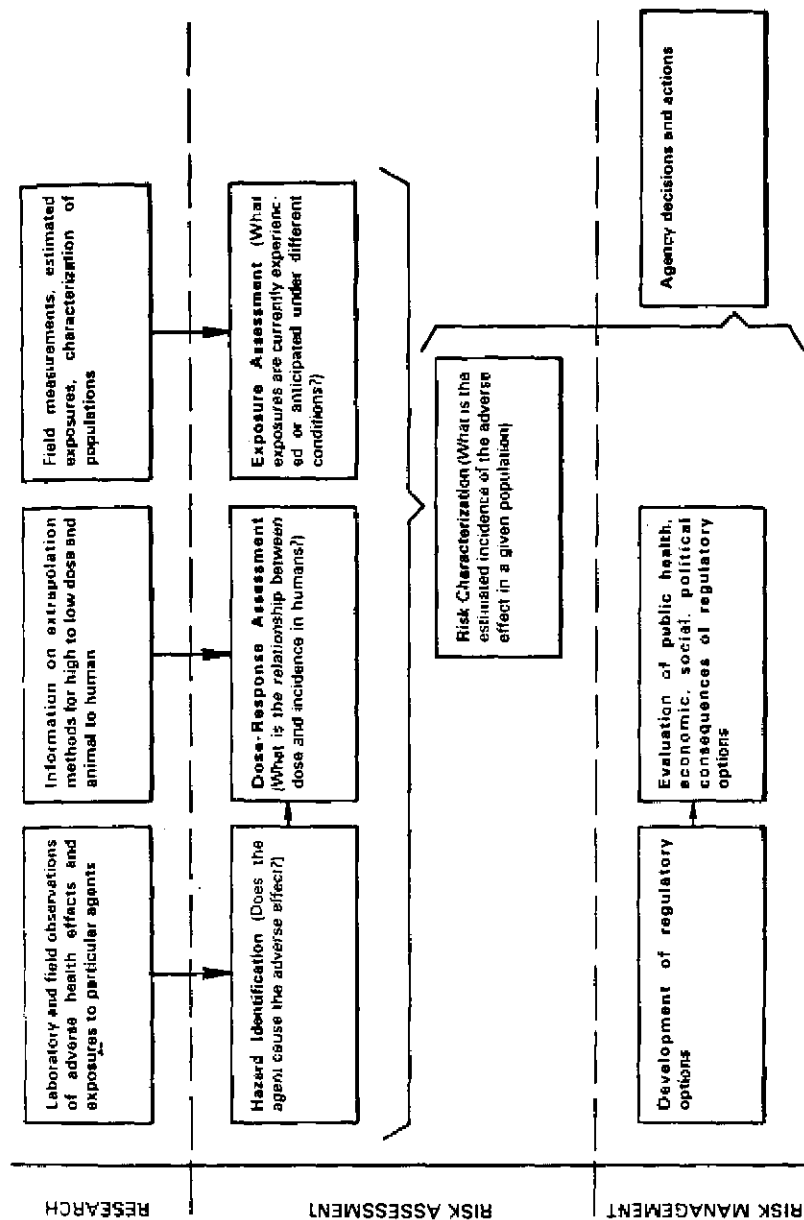 RESEARCH
Laboratory and field observations
of adverse health effects and
exposures to particular agents
Information on extrapolation
methods for high to low dose and
animal to human
Field measurements, estimated
exposures, characterization of
populations
RISK ASSESSMENT
Hazard Identification (Does the
agent cause the adverse effect?)
Dose-Response Assessment
(What is the relationship between
dose and incidence in humans?)
Exposure Assessment (What
exposures are currently experienc-
ed or anticipated under different
conditions?)
Risk Characterization (What is the
estimated incidence of the adverse
effect in a given population)
RISK MANAGEMENT
Development of regulatory
options
Evaluation of public health,
economic, social, political
consequences of regulatory
options
Agency decisions and actions